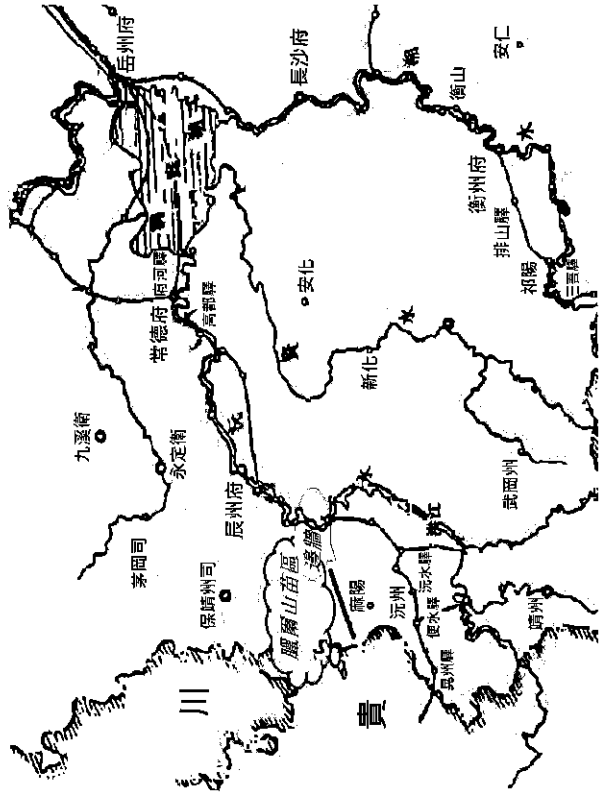 岳州府
長沙府
湘
衡山
安仁
水
衡州府
排山驛
祁陽
三吾驛
洞庭湖
府河驛
常德府
高都驛
安化
資
水
新化
武岡州
九溪衛
永定衛
沅
水
辰州府
茅岡司
保靖州司
臘爾山苗區
邊牆
麻陽
沅州
洪江
沅水驛
便水驛
晃州驛
靖州
川
貴